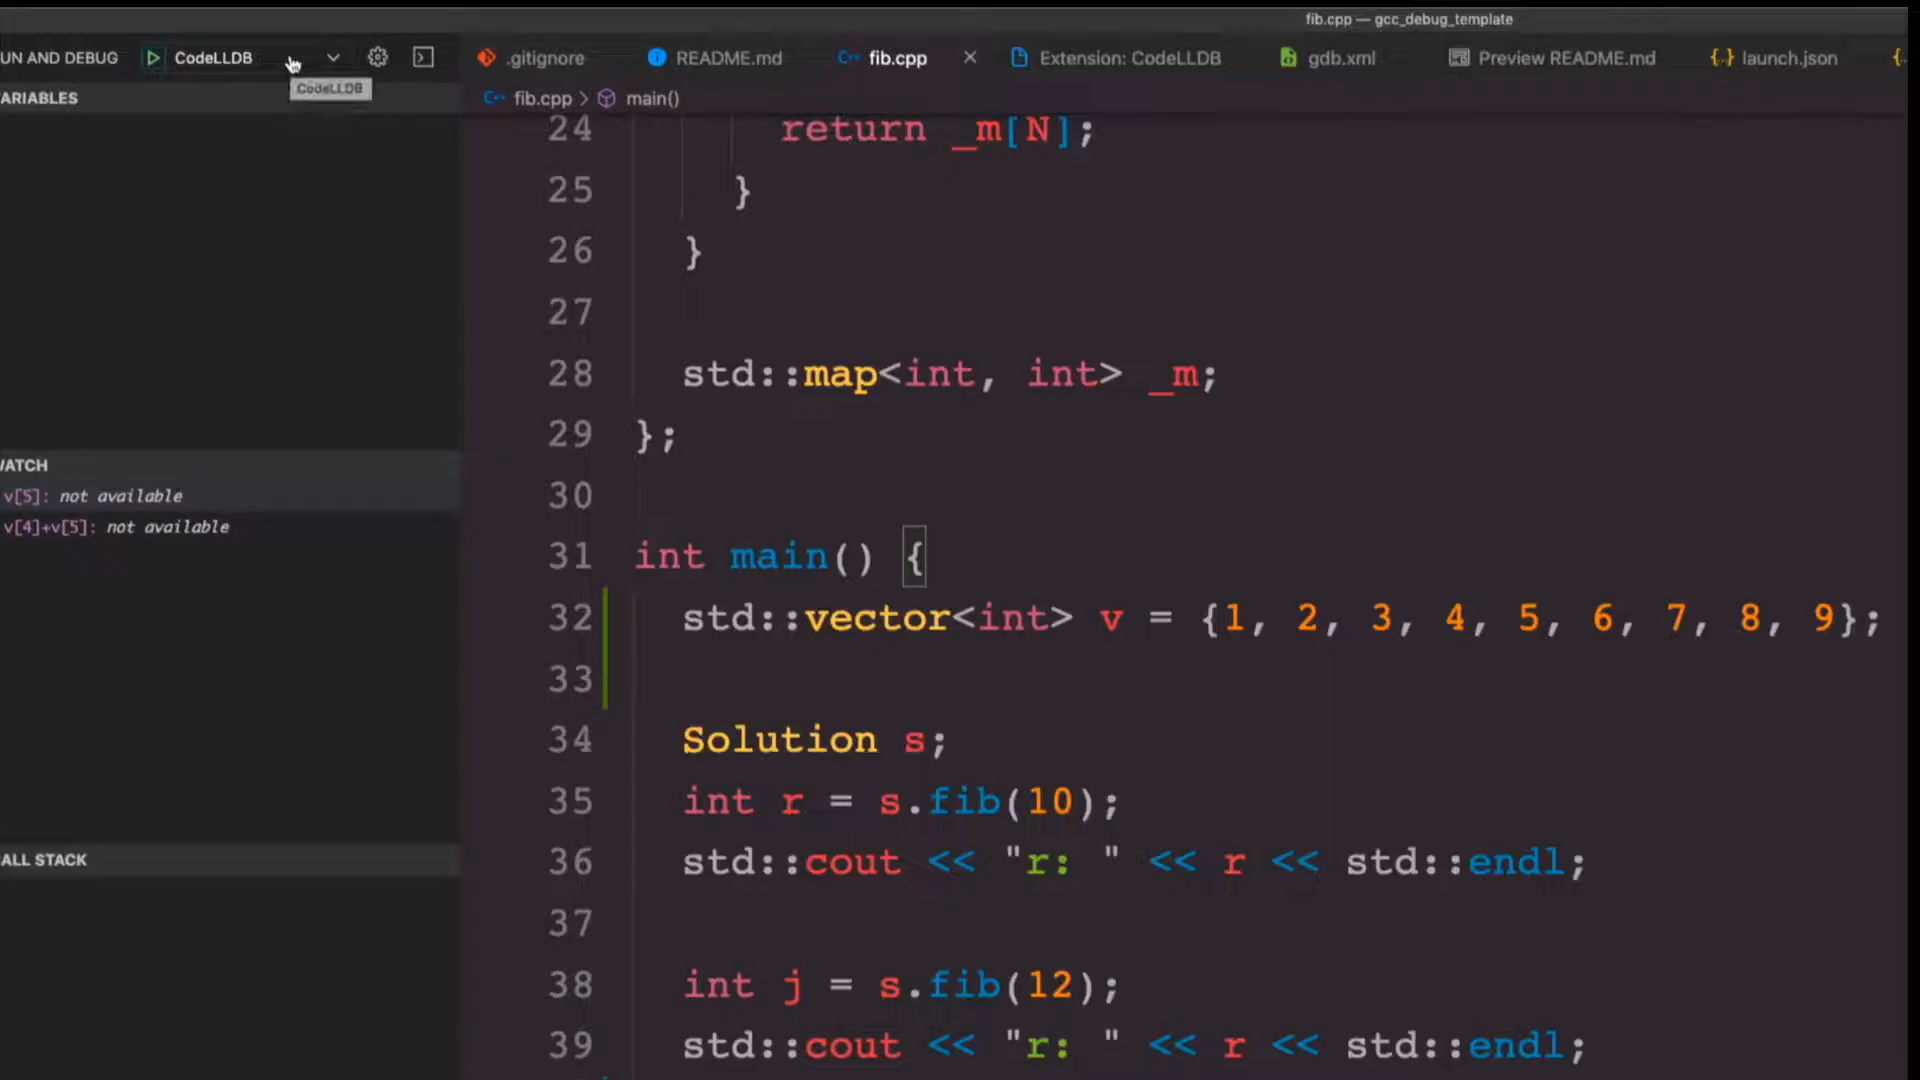 fib.cpp — gcc_debug_template
UN AND DEBUG CodeLLDB .gitignore README.md fib.cpp Extension: CodeLLDB gdb.xml Preview README.md launch.json
CodeLLDB
ARIABLES
fib.cpp > main()
24 return _m[N];
25 }
26 }
27
28 std::map<int, int> _m;
29 };
30
WATCH
v[5]: not available
v[4]+v[5]: not available
31 int main() {
32 std::vector<int> v = {1, 2, 3, 4, 5, 6, 7, 8, 9};
33
34 Solution s;
35 int r = s.fib(10);
36 std::cout << "r: " << r << std::endl;
ALL STACK
37
38 int j = s.fib(12);
39 std::cout << "r: " << r << std::endl;